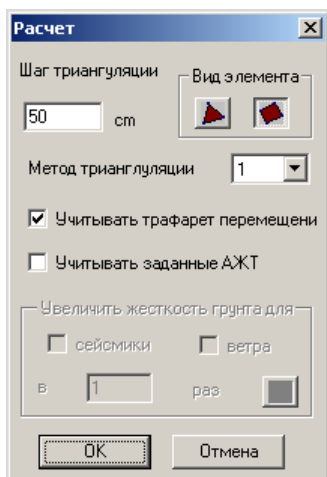 Расчет
Шаг триангуляции
Вид элемента
50 cm
Метод трианглуляции 1
Учитывать трафарет перемещени
Учитывать заданные АЖТ
Увеличить жесткость грунта для
сейсмики ветра
в 1 раз
OK Отмена